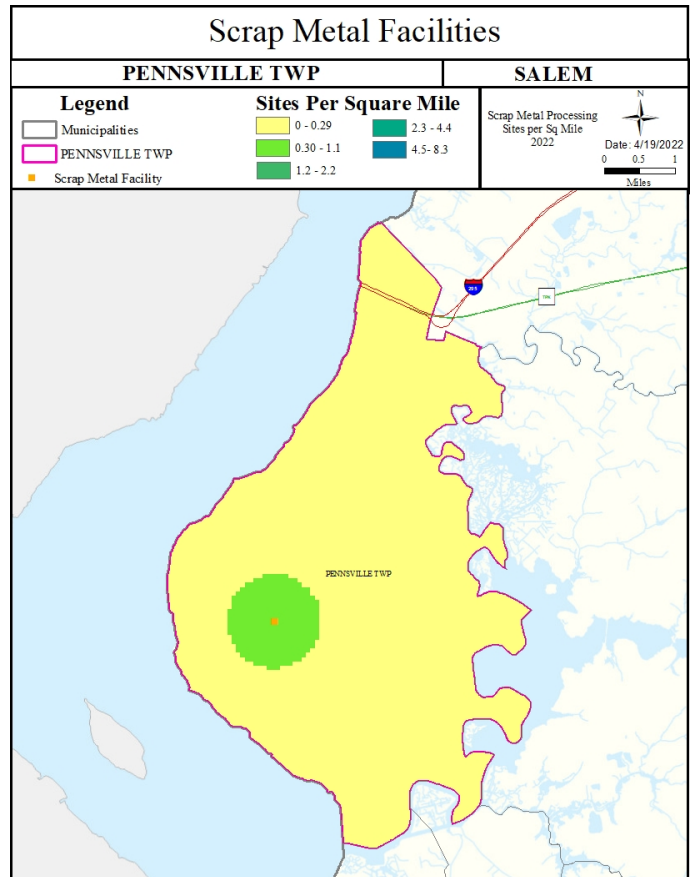 Scrap Metal Facilities
PENNSVILLE TWP
SALEM
Legend
Municipalities
PENNSVILLE TWP
Scrap Metal Facility
Sites Per Square Mile
0 - 0.29
0.30 - 1.1
1.2 - 2.2
2.3 - 4.4
4.5- 8.3
Scrap Metal Processing
Sites per Sq Mile
2022
N
Date: 4/19/2022
0 0.5 1
Miles
295
PENNSVILLE TWP